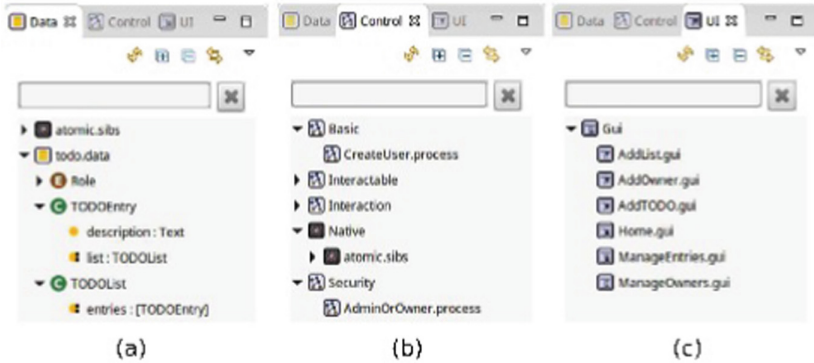 Data Control UI
atomic.sibs
todo.data
Role
TODOEntry
description : Text
list : TODOList
TODOList
entries : [TODOEntry]
(a)
Data Control UI
Basic
CreateUser.process
Interactable
Interaction
Native
atomic.sibs
Security
AdminOrOwner.process
(b)
Data Control UI
Gui
AddList.gui
AddOwner.gui
AddTODO.gui
Home.gui
ManageEntries.gui
ManageOwners.gui
(c)